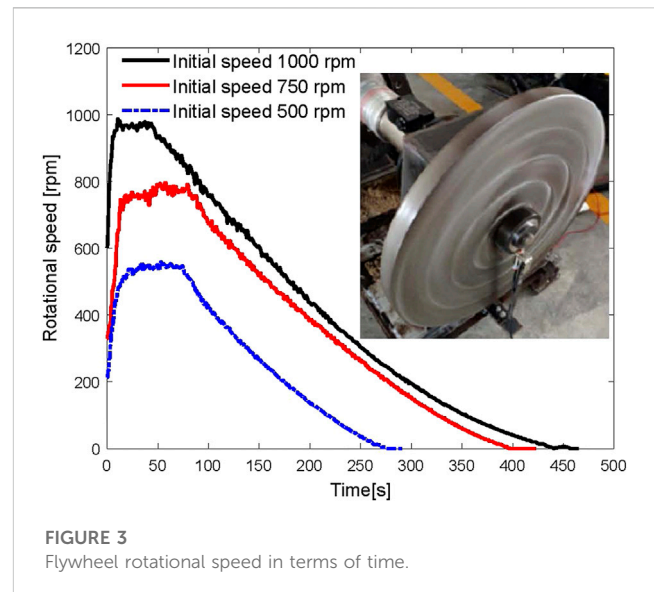 1200
1000
800
600
400
200
0
Rotational speed [rpm]
Initial speed 1000 rpm
Initial speed 750 rpm
Initial speed 500 rpm
0 50 100 150 200 250 300 350 400 450 500
Time[s]
FIGURE 3
Flywheel rotational speed in terms of time.